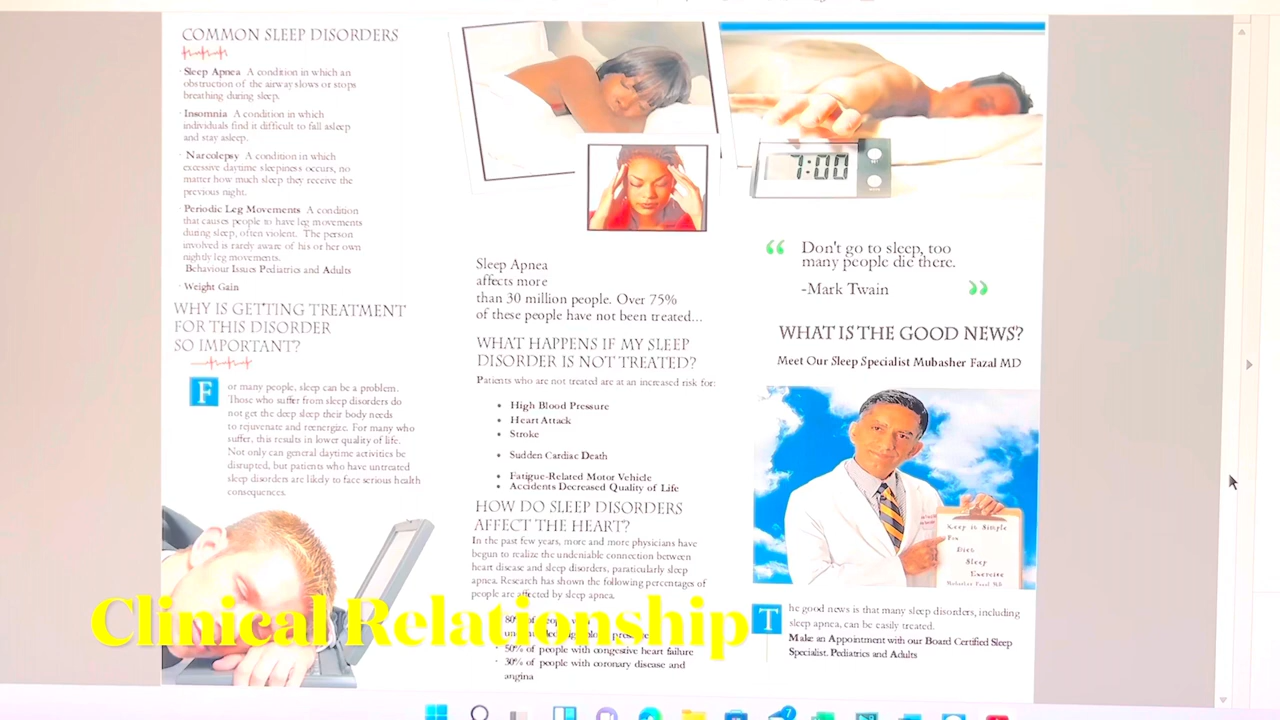 COMMON SLEEP DISORDERS
· Sleep Apnea A condition in which an
obstruction of the airway slows or stops
breathing during sleep.
· Insomnia A condition in which
individuals find it difficult to fall asleep
and stay asleep.
· Narcolepsy A condition in which
excessive daytime sleepiness occurs, no
matter how much sleep they receive the
previous night.
· Periodic Leg Movements A condition
that causes people to have leg movements
during sleep, often violent. The person
involved is rarely aware of his or her own
nightly leg movements.
Behaviour Issues Pediatrics and Adults
· Weight Gain
WHY IS GETTING TREATMENT
FOR THIS DISORDER
SO IMPORTANT?
For many people, sleep can be a problem.
Those who suffer from sleep disorders do
not get the deep sleep their body needs
to rejuvenate and reenergize. For many who
suffer, this results in lower quality of life.
Not only can general daytime activities be
disrupted, but patients who have untreated
sleep disorders are likely to face serious health
consequences.
Sleep Apnea
affects more
than 30 million people. Over 75%
of these people have not been treated...
WHAT HAPPENS IF MY SLEEP
DISORDER IS NOT TREATED?
Patients who are not treated are at an increased risk for:
• High Blood Pressure
• Heart Attack
• Stroke
• Sudden Cardiac Death
• Fatigue-Related Motor Vehicle
• Accidents Decreased Quality of Life
HOW DO SLEEP DISORDERS
AFFECT THE HEART?
In the past few years, more and more physicians have
begun to realize the undeniable connection between
heart disease and sleep disorders, paraticularly sleep
apnea. Research has shown the following percentages of
people are affected by sleep apnea.
• 50% of people with congestive heart failure
• 30% of people with coronary disease and
angina
7:00
“ Don't go to sleep, too
many people die there.
-Mark Twain ”
WHAT IS THE GOOD NEWS?
Meet Our Sleep Specialist Mubasher Fazal MD
Keep it Simple
Fix
Diet
Sleep
Exercise
Mubasher Fazal MD
The good news is that many sleep disorders, including
sleep apnea, can be easily treated.
Make an Appointment with our Board Certified Sleep
Specialist. Pediatrics and Adults
Clinical Relationship
7